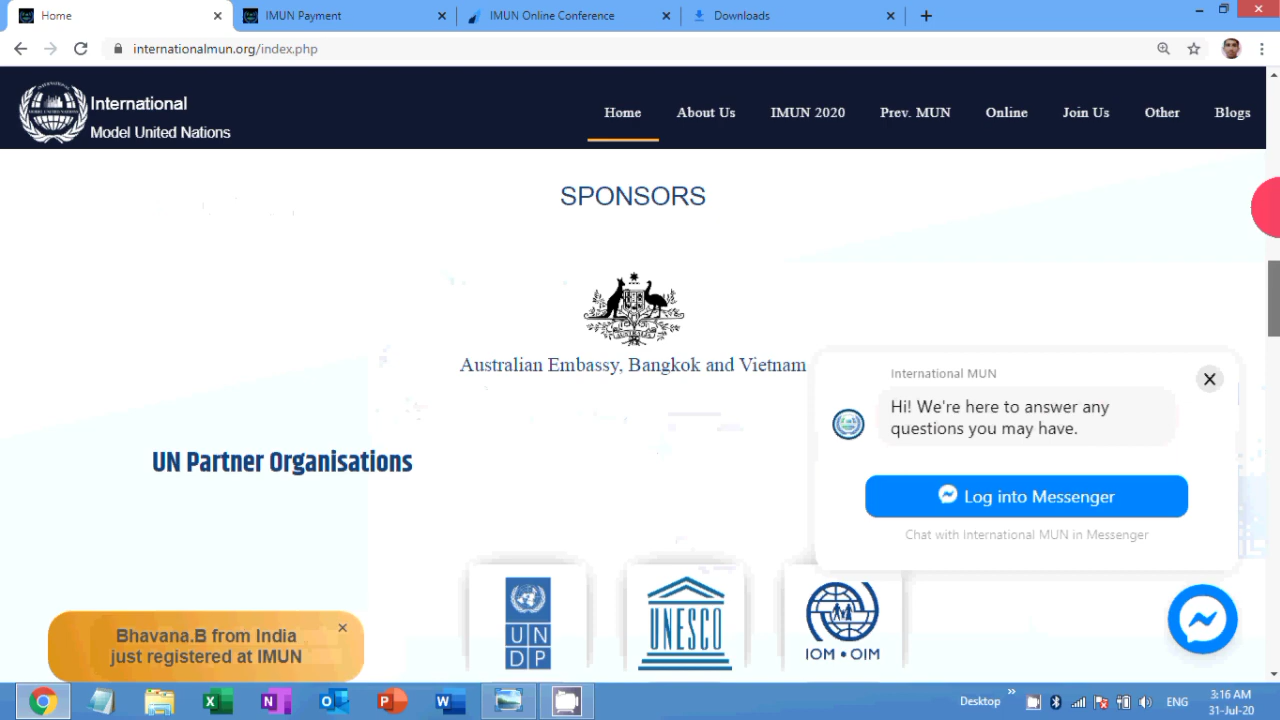 Home
IMUN Payment
IMUN Online Conference
Downloads
internationalmun.org/index.php
International
Model United Nations
Home
About Us
IMUN 2020
Prev. MUN
Online
Join Us
Other
Blogs
SPONSORS
Australian Embassy, Bangkok and Vietnam
International MUN
Hi! We're here to answer any
questions you may have.
Log into Messenger
Chat with International MUN in Messenger
UN Partner Organisations
U N
D P
UNESCO
IOM • OIM
Bhavana.B from India
just registered at IMUN
Desktop
ENG
3:16 AM
31-Jul-20